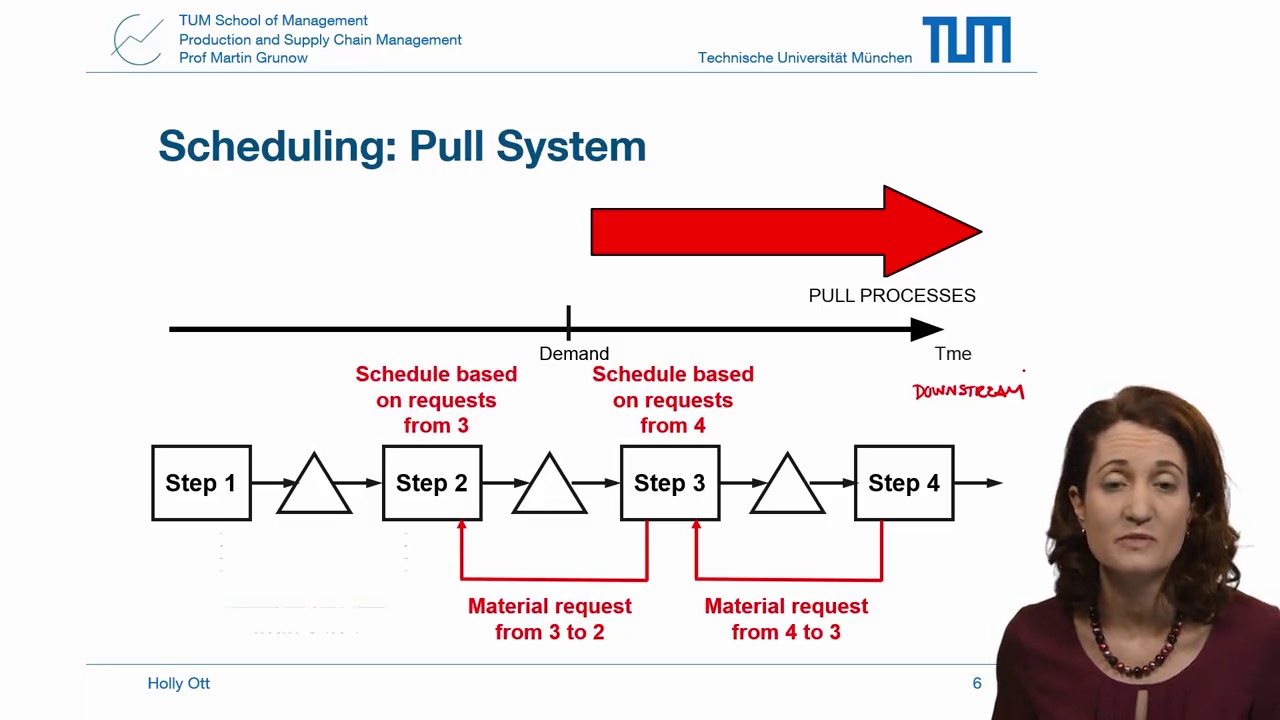 TUM School of Management
Production and Supply Chain Management
Prof Martin Grunow
Technische Universität München
TUM
Scheduling: Pull System
PULL PROCESSES
Demand
Tme
DOWNSTREAM
Schedule based
on requests
from 3
Schedule based
on requests
from 4
Step 1
Step 2
Step 3
Step 4
Material request
from 3 to 2
Material request
from 4 to 3
Holly Ott
6